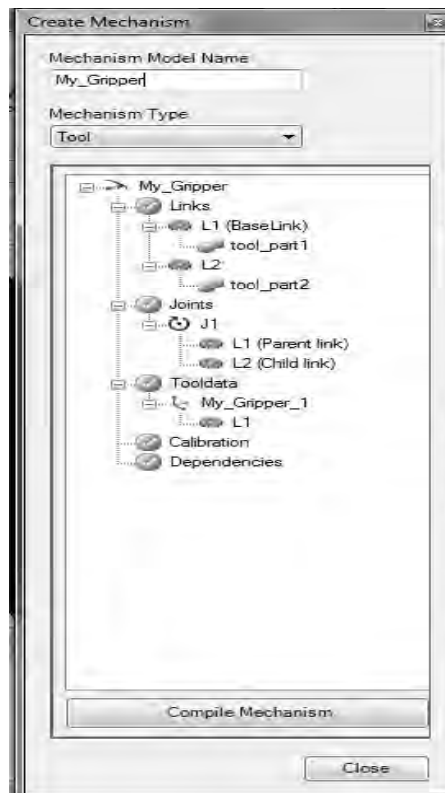 Create Mechanism
Mechanism Model Name
My_Gripper
Mechanism Type
Tool
My_Gripper
Links
L1 (BaseLink)
tool_part1
L2
tool_part2
Joints
J1
L1 (Parent link)
L2 (Child link)
Tooldata
My_Gripper_1
L1
Calibration
Dependencies
Compile Mechanism
Close